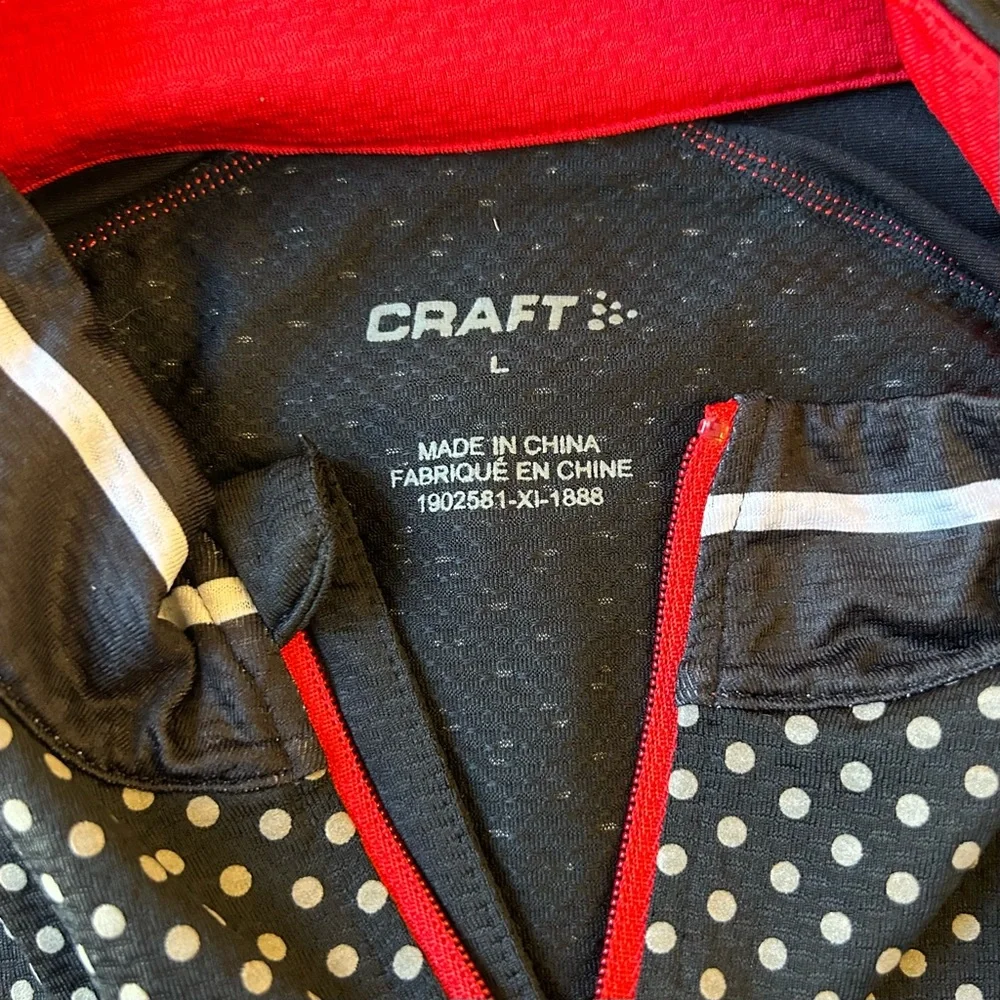 CRAFT
L
MADE IN CHINA
FABRIQUÉ EN CHINE
1902581-XI-1888